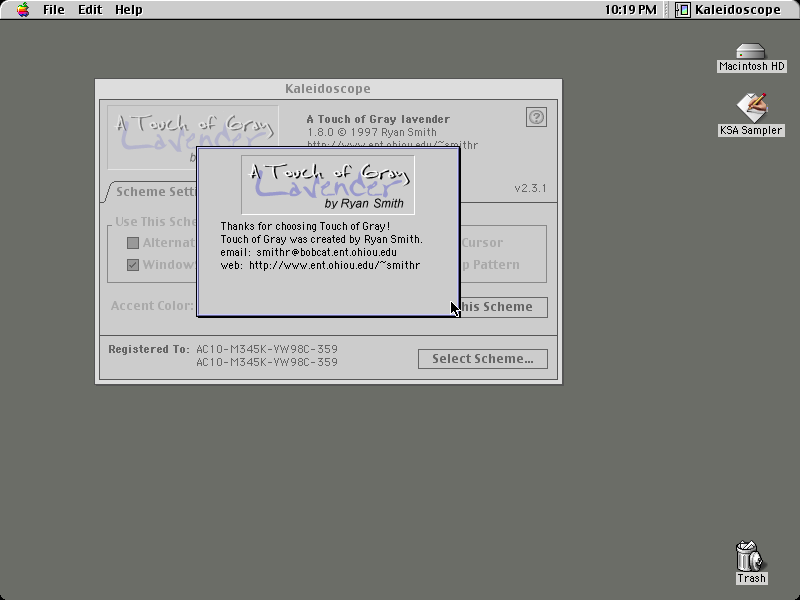 File Edit Help
10:19 PM
Kaleidoscope
Macintosh HD
KSA Sampler
Kaleidoscope
A Touch of Gray
Lavender
b
A Touch of Gray lavender
1.8.0 © 1997 Ryan Smith
http://www.ent.ohiou.edu/~smithr
v2.3.1
Scheme Setti
Use This Sche
Alternat
Window
Cursor
p Pattern
Accent Color:
his Scheme
A Touch of Gray
Lavender
by Ryan Smith
Thanks for choosing Touch of Gray!
Touch of Gray was created by Ryan Smith.
email: smithr@bobcat.ent.ohiou.edu
web: http://www.ent.ohiou.edu/~smithr
Registered To: AC10-M345K-VW98C-359
AC10-M345K-VW98C-359
Select Scheme...
Trash